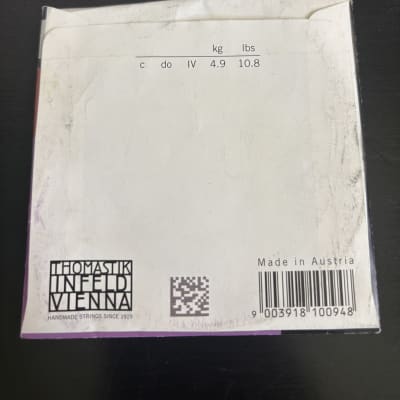 kg lbs
c do IV 4.9 10.8
THOMASTIK
INFELD
VIENNA
HANDMADE STRINGS SINCE 1919
Made in Austria
9 003918 100948